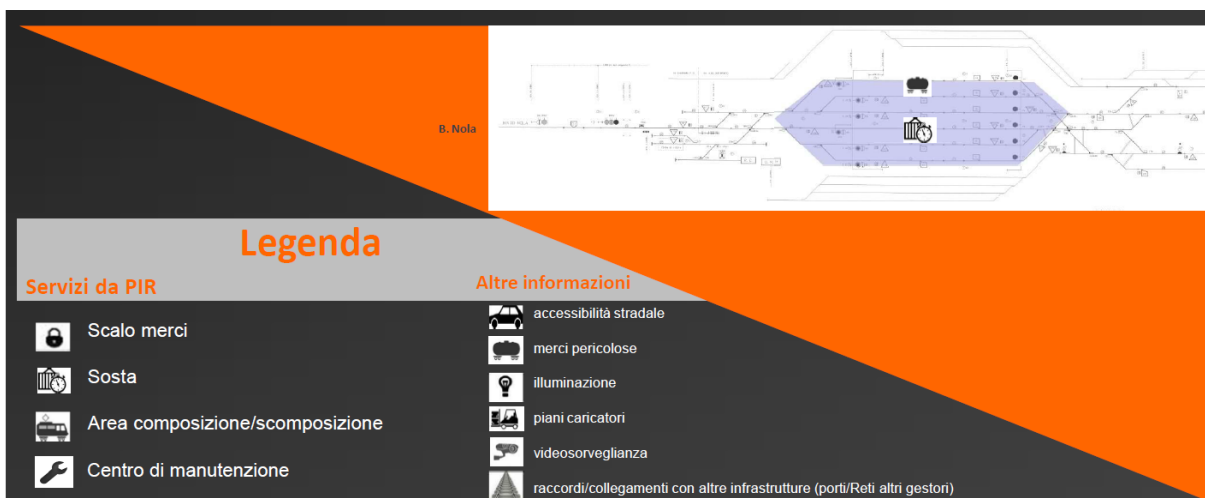 B. Nola
Legenda
Servizi da PIR
Altre informazioni
Scalo merci
Sosta
Area composizione/scomposizione
Centro di manutenzione
accessibilità stradale
merci pericolose
illuminazione
piani caricatori
videosorveglianza
raccordi/collegamenti con altre infrastrutture (porti/Reti altri gestori)